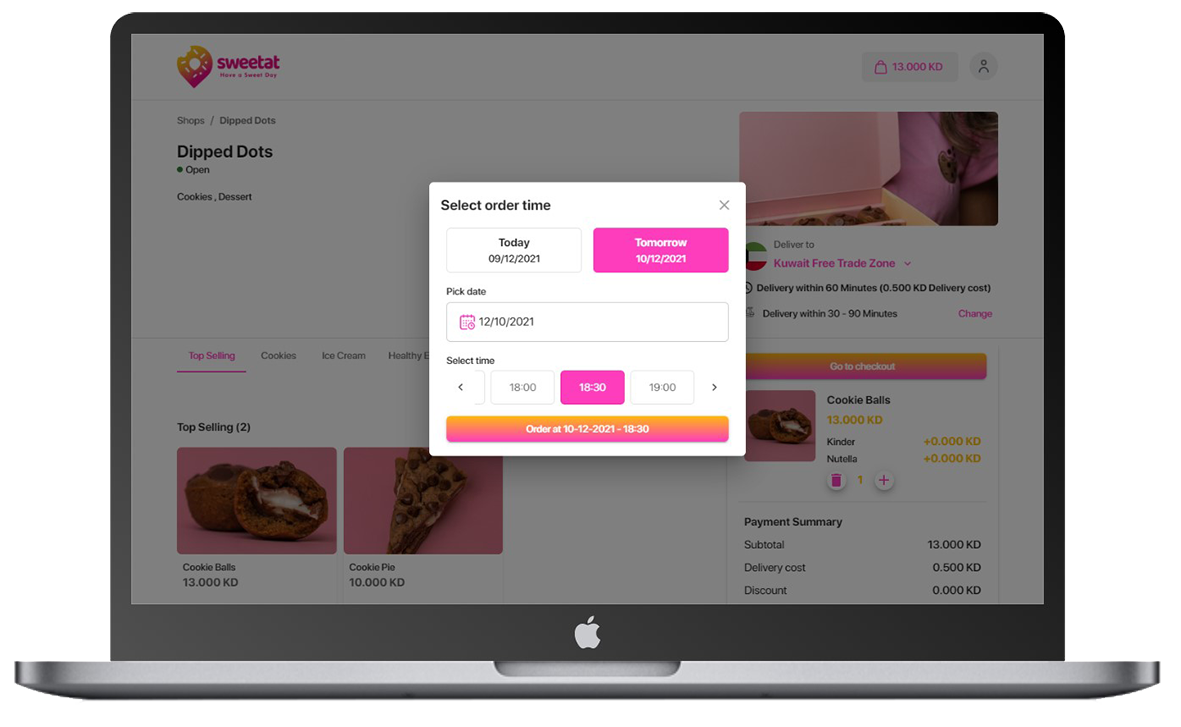 sweetat
Have a Sweet Day
13.000 KD
Shops / Dipped Dots
Dipped Dots
Open
Cookies , Dessert
Select order time
Today
09/12/2021
Tomorrow
10/12/2021
Pick date
12/10/2021
Select time
18:00
18:30
19:00
Order at 10-12-2021 - 18:30
Deliver to
Kuwait Free Trade Zone
Delivery within 60 Minutes (0.500 KD Delivery cost)
Delivery within 30 - 90 Minutes
Change
Top Selling
Cookies
Ice Cream
Healthy E
Top Selling (2)
Cookie Balls
13.000 KD
Cookie Pie
10.000 KD
Go to checkout
Cookie Balls
13.000 KD
Kinder
+0.000 KD
Nutella
+0.000 KD
1
Payment Summary
Subtotal
13.000 KD
Delivery cost
0.500 KD
Discount
0.000 KD